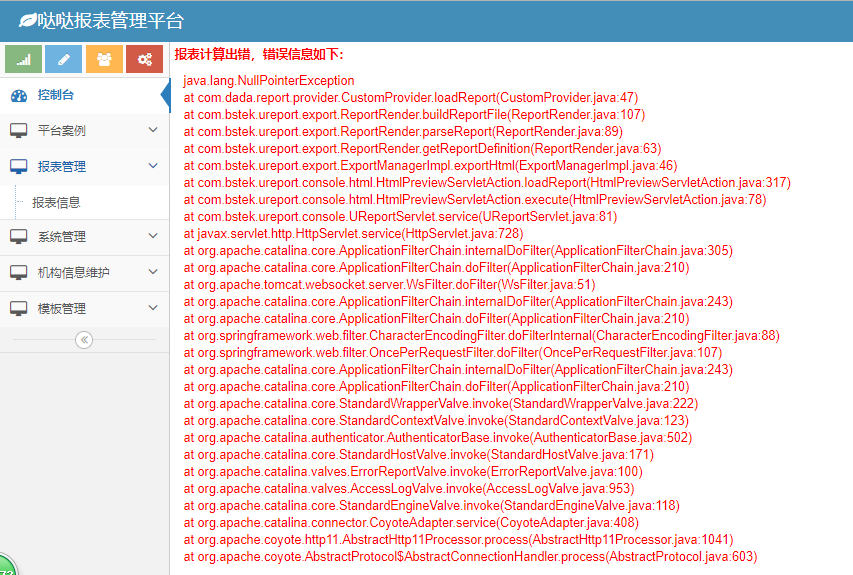 哒哒报表管理平台
控制台
平台案例
报表管理
报表信息
系统管理
机构信息维护
模板管理
报表计算出错，错误信息如下：
java.lang.NullPointerException
at com.dada.report.provider.CustomProvider.loadReport(CustomProvider.java:47)
at com.bstek.ureport.export.ReportRender.buildReportFile(ReportRender.java:107)
at com.bstek.ureport.export.ReportRender.parseReport(ReportRender.java:89)
at com.bstek.ureport.export.ReportRender.getReportDefinition(ReportRender.java:63)
at com.bstek.ureport.export.ExportManagerImpl.exportHtml(ExportManagerImpl.java:46)
at com.bstek.ureport.console.html.HtmlPreviewServletAction.loadReport(HtmlPreviewServletAction.java:317)
at com.bstek.ureport.console.html.HtmlPreviewServletAction.execute(HtmlPreviewServletAction.java:78)
at com.bstek.ureport.console.UReportServlet.service(UReportServlet.java:81)
at javax.servlet.http.HttpServlet.service(HttpServlet.java:728)
at org.apache.catalina.core.ApplicationFilterChain.internalDoFilter(ApplicationFilterChain.java:305)
at org.apache.catalina.core.ApplicationFilterChain.doFilter(ApplicationFilterChain.java:210)
at org.apache.tomcat.websocket.server.WsFilter.doFilter(WsFilter.java:51)
at org.apache.catalina.core.ApplicationFilterChain.internalDoFilter(ApplicationFilterChain.java:243)
at org.apache.catalina.core.ApplicationFilterChain.doFilter(ApplicationFilterChain.java:210)
at org.springframework.web.filter.CharacterEncodingFilter.doFilterInternal(CharacterEncodingFilter.java:88)
at org.springframework.web.filter.OncePerRequestFilter.doFilter(OncePerRequestFilter.java:107)
at org.apache.catalina.core.ApplicationFilterChain.internalDoFilter(ApplicationFilterChain.java:243)
at org.apache.catalina.core.ApplicationFilterChain.doFilter(ApplicationFilterChain.java:210)
at org.apache.catalina.core.StandardWrapperValve.invoke(StandardWrapperValve.java:222)
at org.apache.catalina.core.StandardContextValve.invoke(StandardContextValve.java:123)
at org.apache.catalina.authenticator.AuthenticatorBase.invoke(AuthenticatorBase.java:502)
at org.apache.catalina.core.StandardHostValve.invoke(StandardHostValve.java:171)
at org.apache.catalina.valves.ErrorReportValve.invoke(ErrorReportValve.java:100)
at org.apache.catalina.valves.AccessLogValve.invoke(AccessLogValve.java:953)
at org.apache.catalina.core.StandardEngineValve.invoke(StandardEngineValve.java:118)
at org.apache.catalina.connector.CoyoteAdapter.service(CoyoteAdapter.java:408)
at org.apache.coyote.http11.AbstractHttp11Processor.process(AbstractHttp11Processor.java:1041)
at org.apache.coyote.AbstractProtocol$AbstractConnectionHandler.process(AbstractProtocol.java:603)